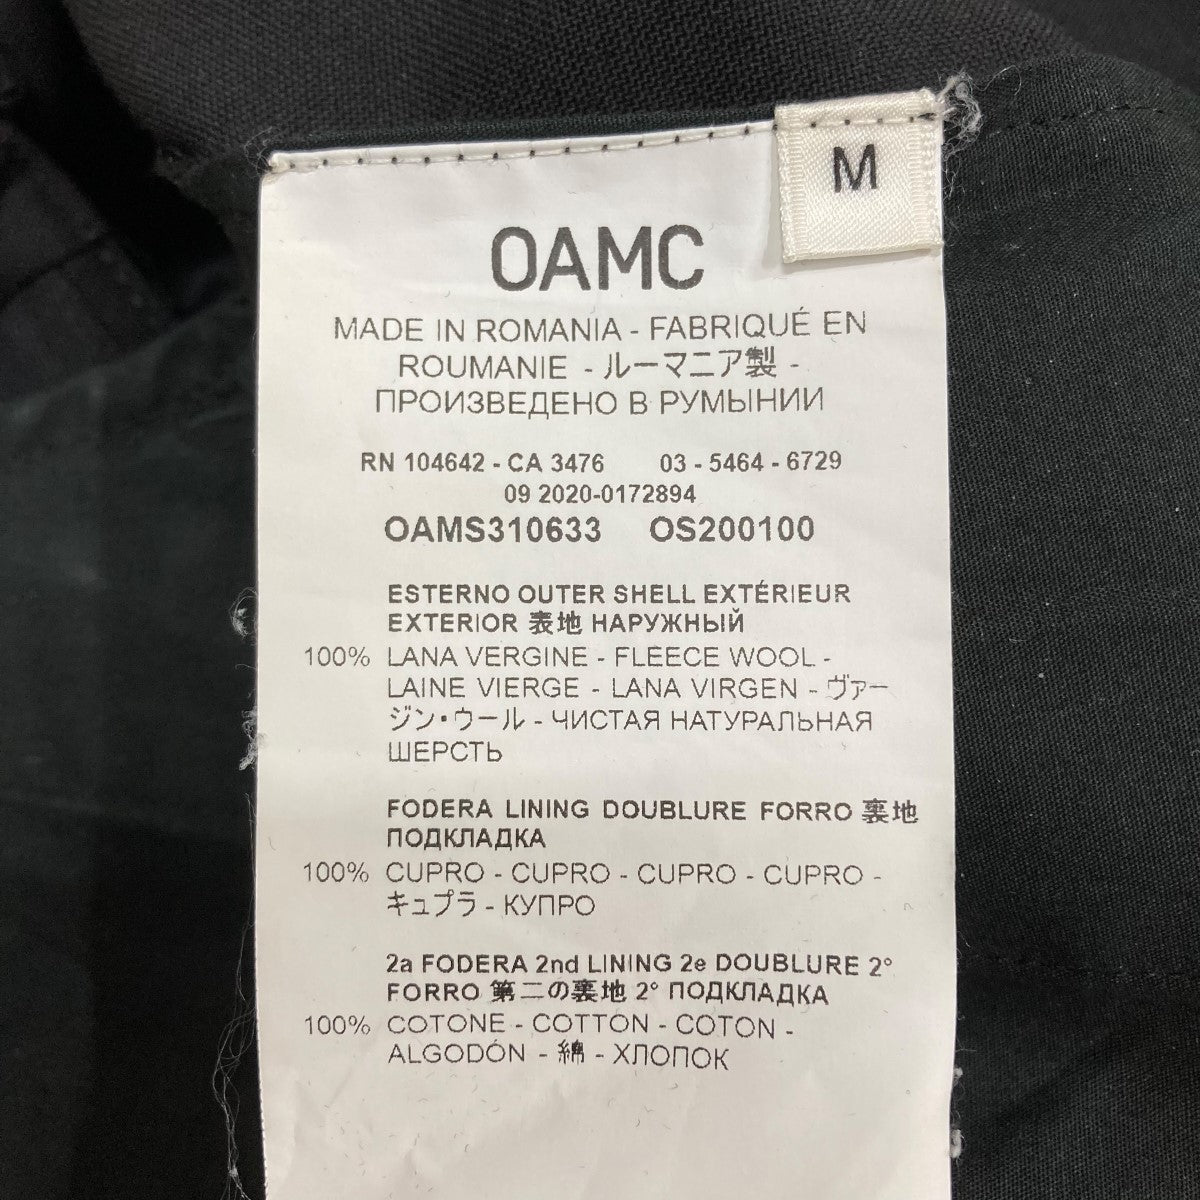 M
OAMC
MADE IN ROMANIA - FABRIQUÉ EN
ROUMANIE - ルーマニア製 -
ПРОИЗВЕДЕНО В РУМЫНИИ
RN 104642 - CA 3476 03 - 5464 - 6729
09 2020-0172894
OAMS310633 OS200100
ESTERNO OUTER SHELL EXTÉRIEUR
EXTERIOR 表地 НАРУЖНЫЙ
100% LANA VERGINE - FLEECE WOOL -
LAINE VIERGE - LANA VIRGEN - ヴァー
ジン・ウール - ЧИСТАЯ НАТУРАЛЬНАЯ
ШЕРСТЬ
FODERA LINING DOUBLURE FORRO 裏地
ПОДКЛАДКА
100% CUPRO - CUPRO - CUPRO - CUPRO -
キュプラ - КУПРО
2a FODERA 2nd LINING 2e DOUBLURE 2°
FORRO 第二の裏地 2° ПОДКЛАДКА
100% COTONE - COTTON - COTON -
ALGODÓN - 綿 - ХЛОПОК